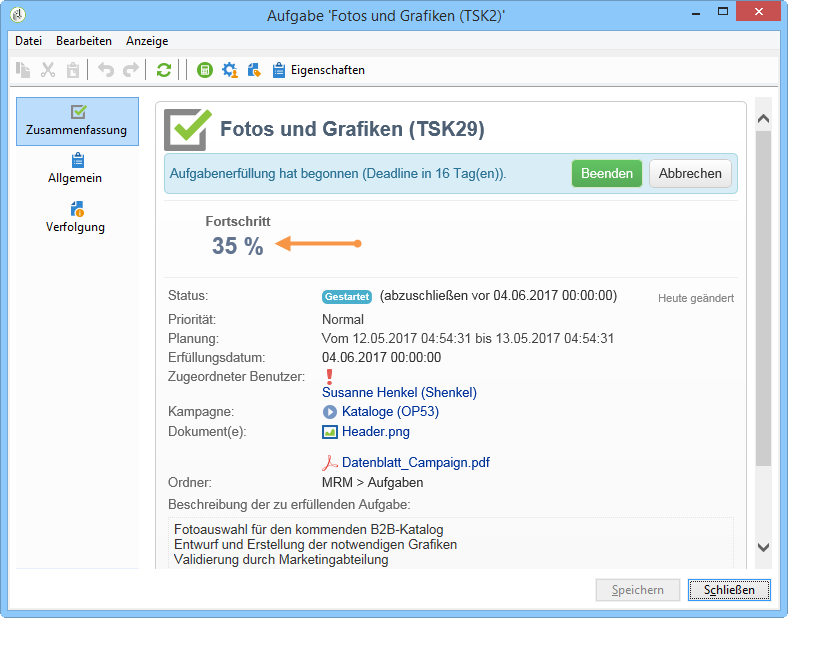 Aufgabe 'Fotos und Grafiken (TSK2)'
Datei Bearbeiten Anzeige
Eigenschaften
Zusammenfassung
Allgemein
Verfolgung
Fotos und Grafiken (TSK29)
Aufgabenerfüllung hat begonnen (Deadline in 16 Tag(en)). Beenden Abbrechen
Fortschritt
35 %
Status: Gestartet (abzuschließen vor 04.06.2017 00:00:00) Heute geändert
Priorität: Normal
Planung: Vom 12.05.2017 04:54:31 bis 13.05.2017 04:54:31
Erfüllungsdatum: 04.06.2017 00:00:00
Zugeordneter Benutzer:
Susanne Henkel (Shenkel)
Kampagne: Kataloge (OP53)
Dokument(e): Header.png
Datenblatt_Campaign.pdf
Ordner: MRM > Aufgaben
Beschreibung der zu erfüllenden Aufgabe:
Fotoauswahl für den kommenden B2B-Katalog
Entwurf und Erstellung der notwendigen Grafiken
Validierung durch Marketingabteilung
Speichern Schließen